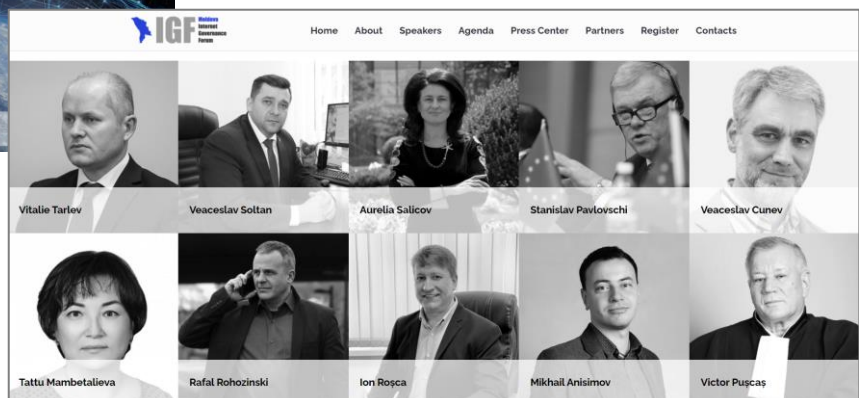 IGF
Moldova
Internet
Governance
Forum
Home About Speakers Agenda Press Center Partners Register Contacts
Vitalie Tarlev Veaceslav Soltan Aurelia Salicov Stanislav Pavlovschi Veaceslav Cunev
Tattu Mambetalieva Rafal Rohozinski Ion Roșca Mikhail Anisimov Victor Pușcaș